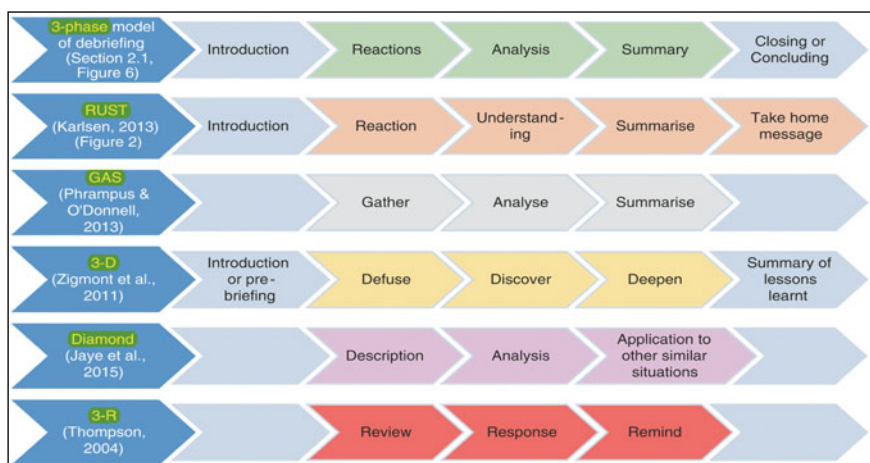 3-phase model
of debriefing
(Section 2.1,
Figure 6)
Introduction
Reactions
Analysis
Summary
Closing or
Concluding
RUST
(Karlsen, 2013)
(Figure 2)
Introduction
Reaction
Understand-
ing
Summarise
Take home
message
GAS
(Phrampus &
O'Donnell,
2013)
Gather
Analyse
Summarise
3-D
(Zigmont et al.,
2011)
Introduction
or pre-
briefing
Defuse
Discover
Deepen
Summary of
lessons
learnt
Diamond
(Jaye et al.,
2015)
Description
Analysis
Application to
other similar
situations
3-R
(Thompson,
2004)
Review
Response
Remind